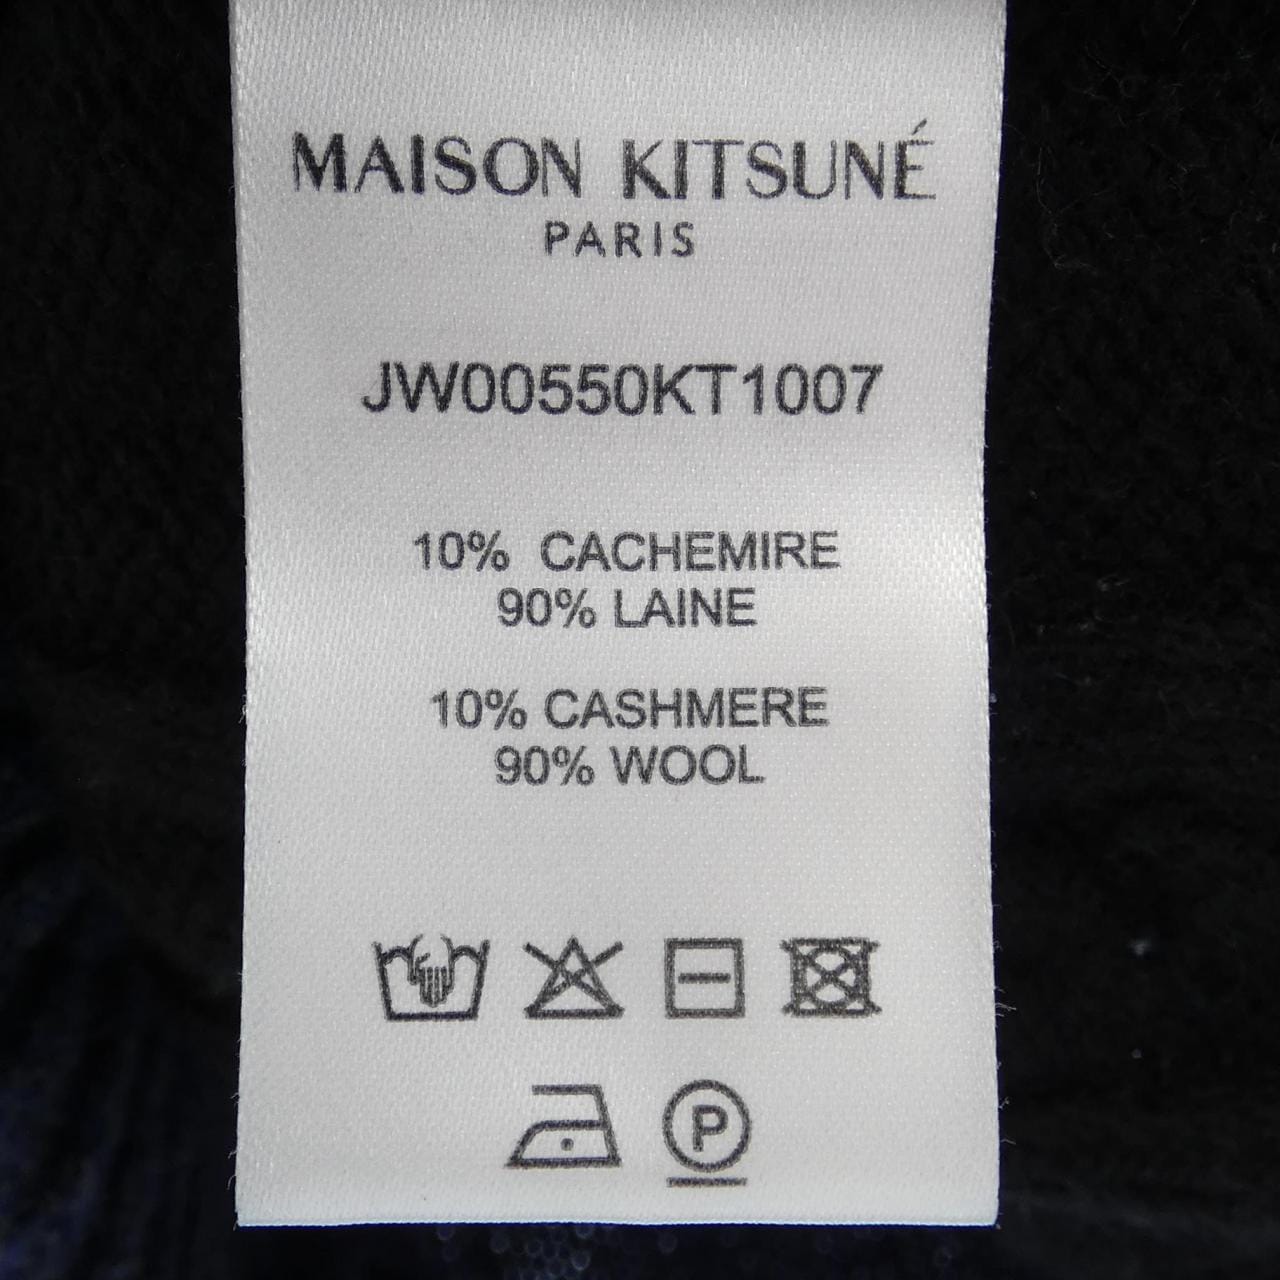 MAISON KITSUNÉ
PARIS
JW00550KT1007
10% CACHEMIRE
90% LAINE
10% CASHMERE
90% WOOL
P